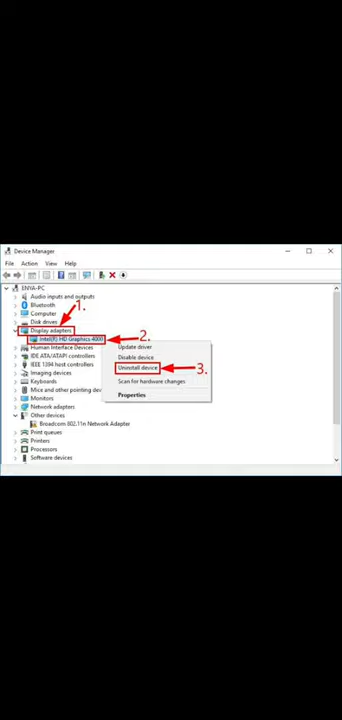 Device Manager
File Action View Help
ENYA-PC
Audio inputs and outputs
1.
Bluetooth
Computer
Disk drives
Display adapters
Intel(R) HD Graphics 4000
2.
Human Interface Devices
Update driver
IDE ATA/ATAPI controllers
Disable device
IEEE 1394 host controllers
Uninstall device
3.
Imaging devices
Keyboards
Scan for hardware changes
Mice and other pointing dev
Monitors
Properties
Network adapters
Other devices
Broadcom 802.11n Network Adapter
Print queues
Printers
Processors
Software devices